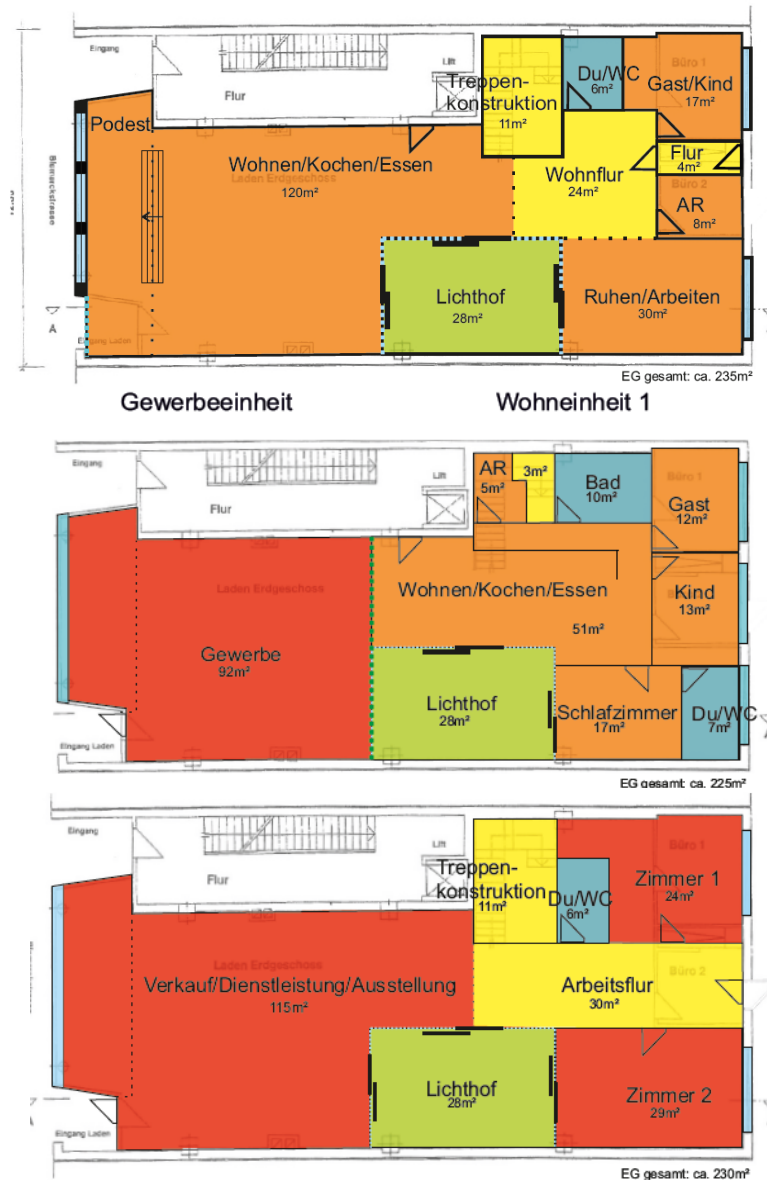 Eingang
Lift
Flur
Treppen-
konstruktion
11m²
Du/WC
6m²
Büro 1
Gast/Kind
17m²
Podest
Wohnen/Kochen/Essen
Laden Erdgeschoss
120m²
Wohnflur
24m²
Flur
4m²
Büro 2
AR
8m²
Bismarckstrasse
Lichthof
28m²
Ruhen/Arbeiten
30m²
A
Eingang Laden
EG gesamt: ca. 235m²
Gewerbeeinheit
Wohneinheit 1
Eingang
Lift
Flur
AR
5m²
3m²
Bad
10m²
Büro 1
Gast
12m²
Laden Erdgeschoss
Wohnen/Kochen/Essen
51m²
Kind
13m²
Gewerbe
92m²
Lichthof
28m²
Schlafzimmer
17m²
Du/WC
7m²
Eingang Laden
EG gesamt: ca. 225m²
Eingang
Lift
Flur
Treppen-
konstruktion
11m²
Du/WC
6m²
Büro 1
Zimmer 1
24m²
Laden Erdgeschoss
Verkauf/Dienstleistung/Ausstellung
115m²
Büro 2
Arbeitsflur
30m²
Lichthof
28m²
Zimmer 2
29m²
Eingang Laden
EG gesamt: ca. 230m²